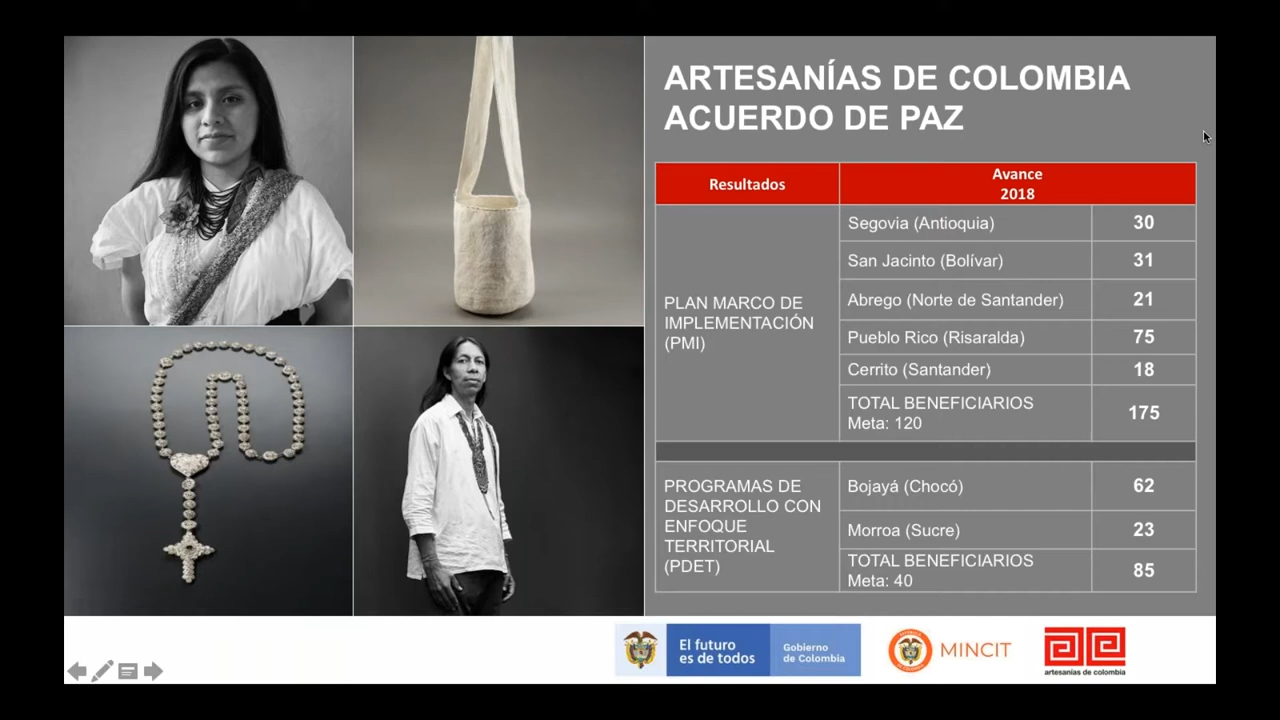 ARTESANÍAS DE COLOMBIA
ACUERDO DE PAZ
Resultados
Avance
2018
PLAN MARCO DE
IMPLEMENTACIÓN
(PMI)
Segovia (Antioquia)
30
San Jacinto (Bolívar)
31
Abrego (Norte de Santander)
21
Pueblo Rico (Risaralda)
75
Cerrito (Santander)
18
TOTAL BENEFICIARIOS
Meta: 120
175
PROGRAMAS DE
DESARROLLO CON
ENFOQUE
TERRITORIAL
(PDET)
Bojayá (Chocó)
62
Morroa (Sucre)
23
TOTAL BENEFICIARIOS
Meta: 40
85
El futuro
es de todos
Gobierno
de Colombia
MINCIT
artesanías de colombia